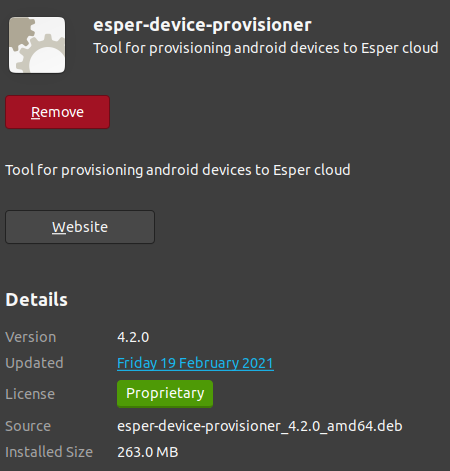 esper-device-provisioner
Tool for provisioning android devices to Esper cloud
Remove
Tool for provisioning android devices to Esper cloud
Website
Details
Version 4.2.0
Updated Friday 19 February 2021
License Proprietary
Source esper-device-provisioner_4.2.0_amd64.deb
Installed Size 263.0 MB